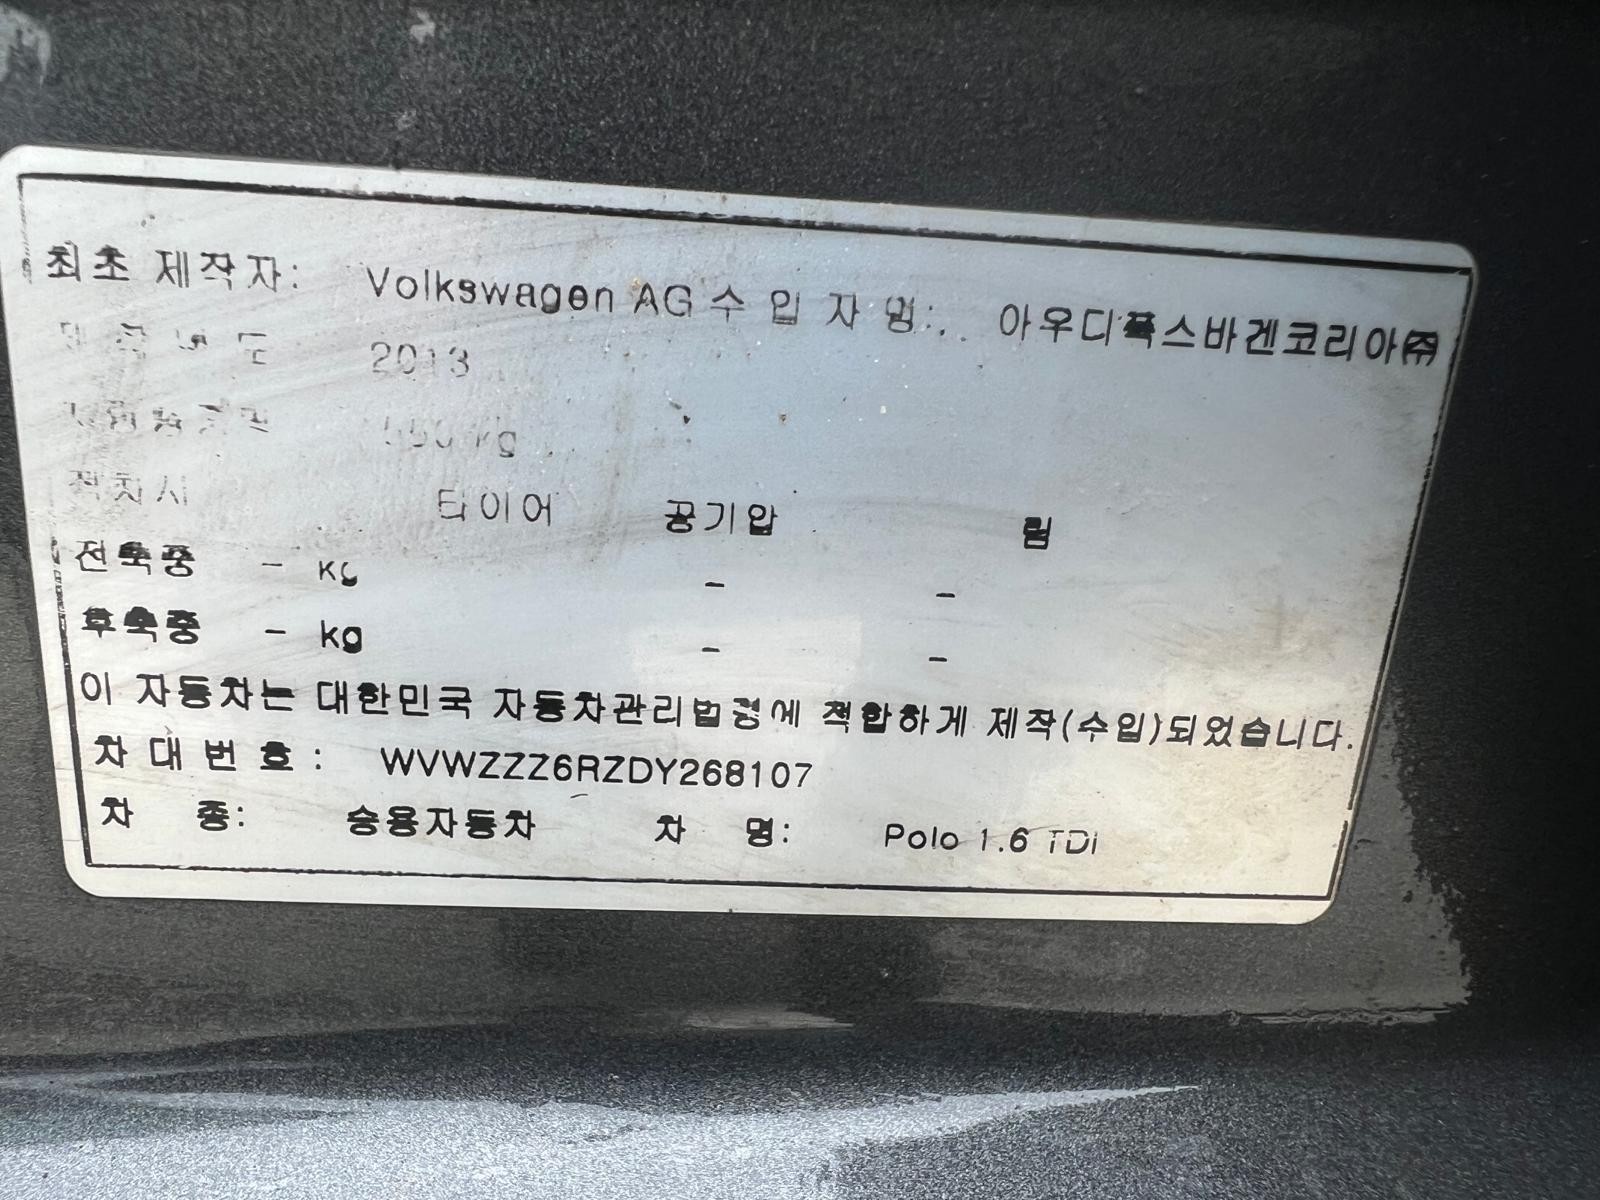 최초 제작자: Volkswagen AG 수 입 자 명: 아우디폭스바겐코리아㈜
2013
kg
적차시 타이어 공기압 림
전축중 - kg - -
후축중 - kg - -
이 자동차는 대한민국 자동차관리법령에 적합하게 제작(수입)되었습니다.
차 대 번 호 : WVWZZZ6RZDY268107
차 종: 승용자동차 차 명: Polo 1.6 TDI